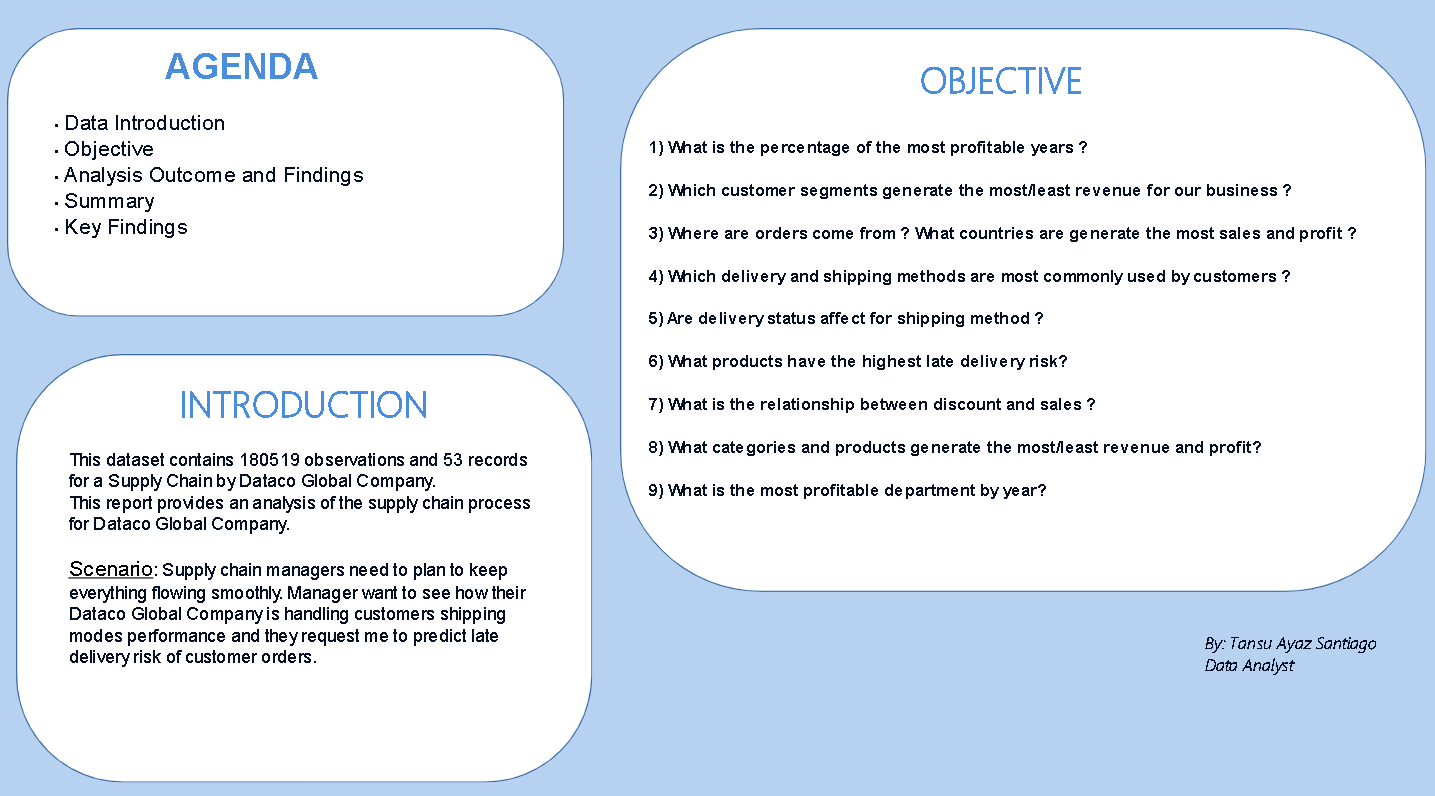 AGENDA
• Data Introduction
• Objective
• Analysis Outcome and Findings
• Summary
• Key Findings
INTRODUCTION
This dataset contains 180519 observations and 53 records
for a Supply Chain by Dataco Global Company.
This report provides an analysis of the supply chain process
for Dataco Global Company.
Scenario: Supply chain managers need to plan to keep
everything flowing smoothly. Manager want to see how their
Dataco Global Company is handling customers shipping
modes performance and they request me to predict late
delivery risk of customer orders.
OBJECTIVE
1) What is the percentage of the most profitable years ?
2) Which customer segments generate the most/least revenue for our business ?
3) Where are orders come from ? What countries are generate the most sales and profit ?
4) Which delivery and shipping methods are most commonly used by customers ?
5) Are delivery status affect for shipping method ?
6) What products have the highest late delivery risk?
7) What is the relationship between discount and sales ?
8) What categories and products generate the most/least revenue and profit?
9) What is the most profitable department by year?
By: Tansu Ayaz Santiago
Data Analyst